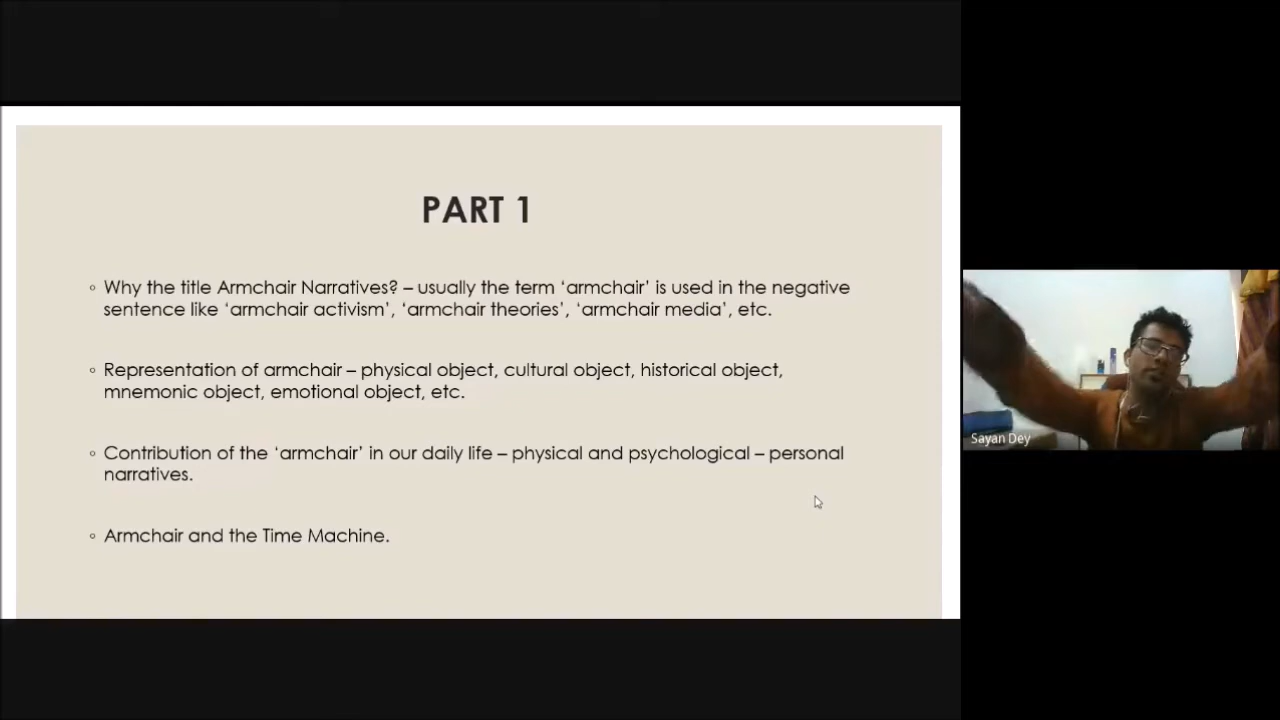 PART 1
◦ Why the title Armchair Narratives? – usually the term ‘armchair’ is used in the negative
sentence like ‘armchair activism’, ‘armchair theories’, ‘armchair media’, etc.
◦ Representation of armchair – physical object, cultural object, historical object,
mnemonic object, emotional object, etc.
◦ Contribution of the ‘armchair’ in our daily life – physical and psychological – personal
narratives.
◦ Armchair and the Time Machine.
Sayan Dey